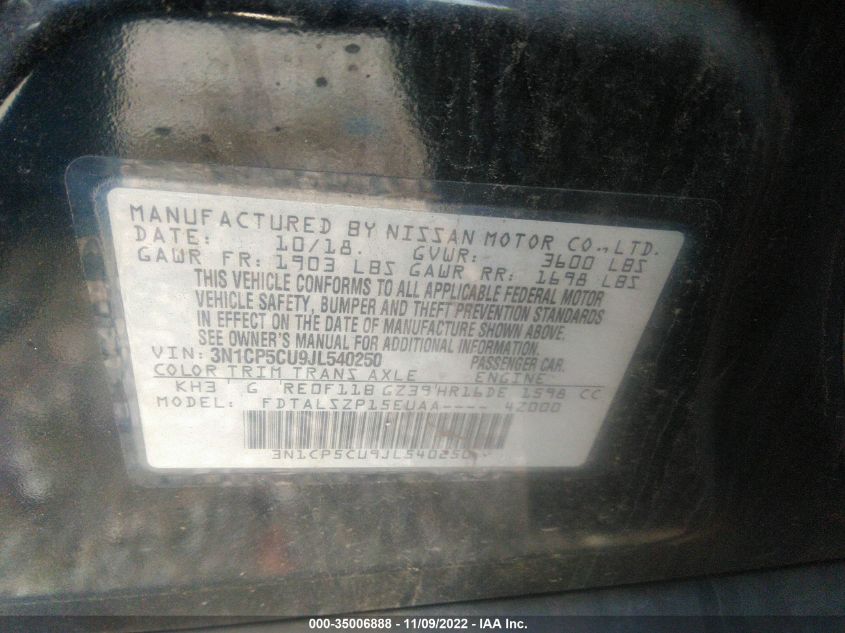 MANUFACTURED BY NISSAN MOTOR CO., LTD.
DATE: 10/18. GVWR: 3600 LBS
GAWR FR: 1903 LBS GAWR RR: 1698 LBS
THIS VEHICLE CONFORMS TO ALL APPLICABLE FEDERAL MOTOR
VEHICLE SAFETY, BUMPER AND THEFT PREVENTION STANDARDS
IN EFFECT ON THE DATE OF MANUFACTURE SHOWN ABOVE.
SEE OWNER'S MANUAL FOR ADDITIONAL INFORMATION.
VIN: 3N1CP5CU9JL540250 PASSENGER CAR.
COLOR TRIM TRANS AXLE ENGINE
KH3 G RE0F11B GZ39 HR16DE 1598 CC
MODEL: FDTALSZP15EUAA---- 4Z000
3N1CP5CU9JL540250
000-35006888 - 11/09/2022 - IAA Inc.